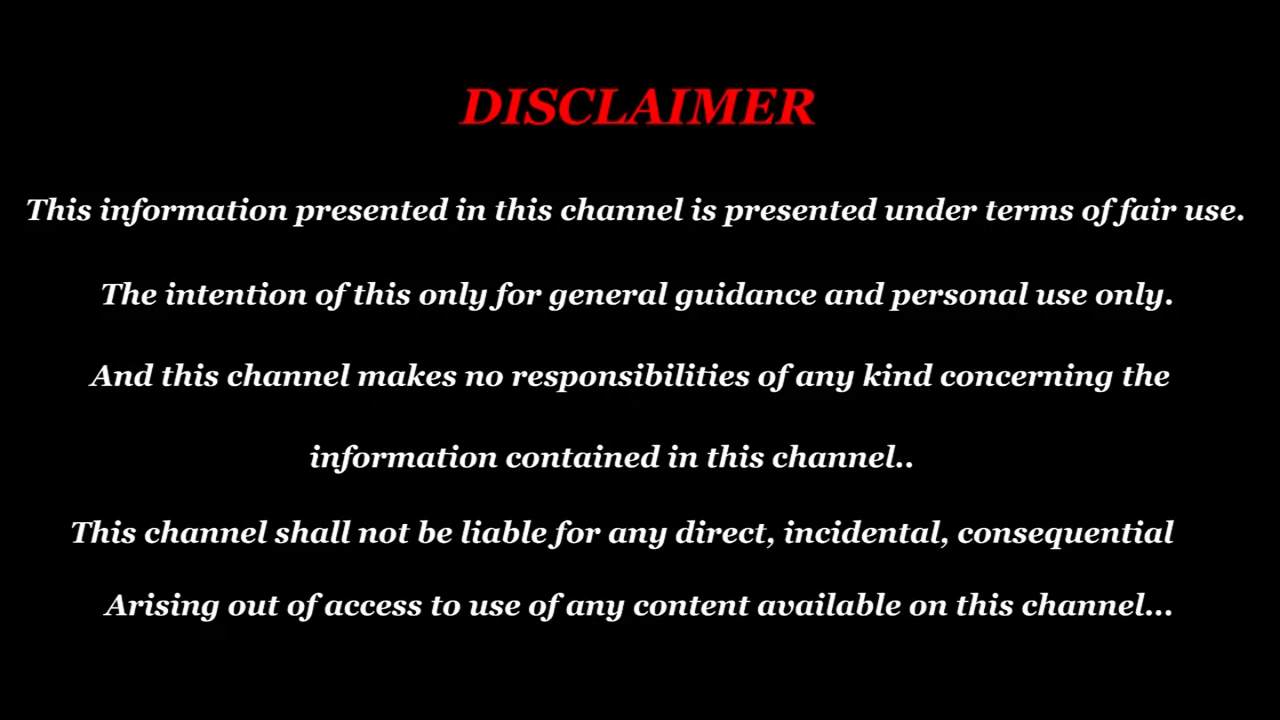 DISCLAIMER
This information presented in this channel is presented under terms of fair use.
The intention of this only for general guidance and personal use only.
And this channel makes no responsibilities of any kind concerning the
information contained in this channel..
This channel shall not be liable for any direct, incidental, consequential
Arising out of access to use of any content available on this channel...